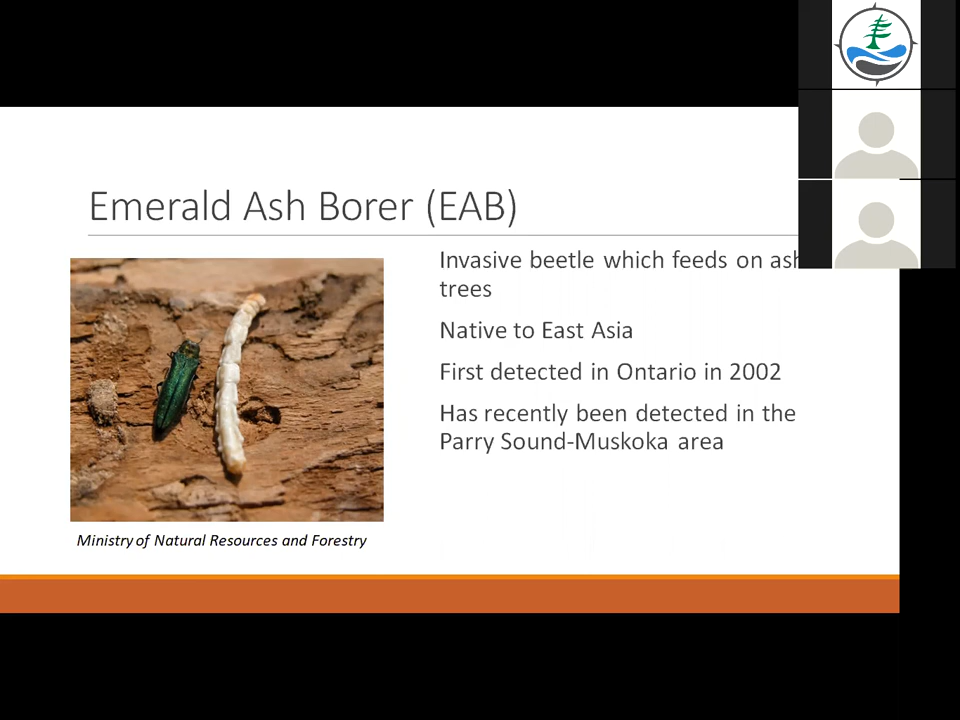 Emerald Ash Borer (EAB)
Invasive beetle which feeds on ash
trees
Native to East Asia
First detected in Ontario in 2002
Has recently been detected in the
Parry Sound-Muskoka area
Ministry of Natural Resources and Forestry